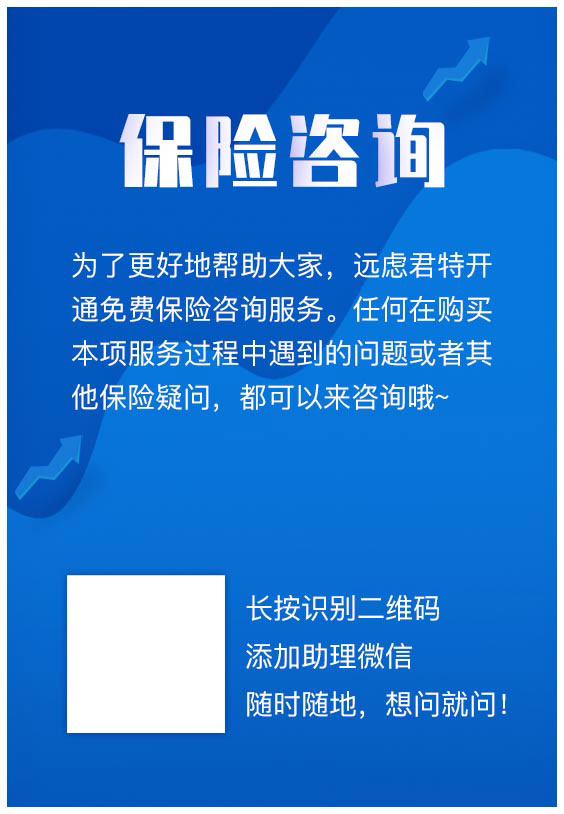 保险咨询
为了更好地帮助大家，远虑君特开
通免费保险咨询服务。任何在购买
本项服务过程中遇到的问题或者其
他保险疑问，都可以来咨询哦~
长按识别二维码
添加助理微信
随时随地，想问就问！